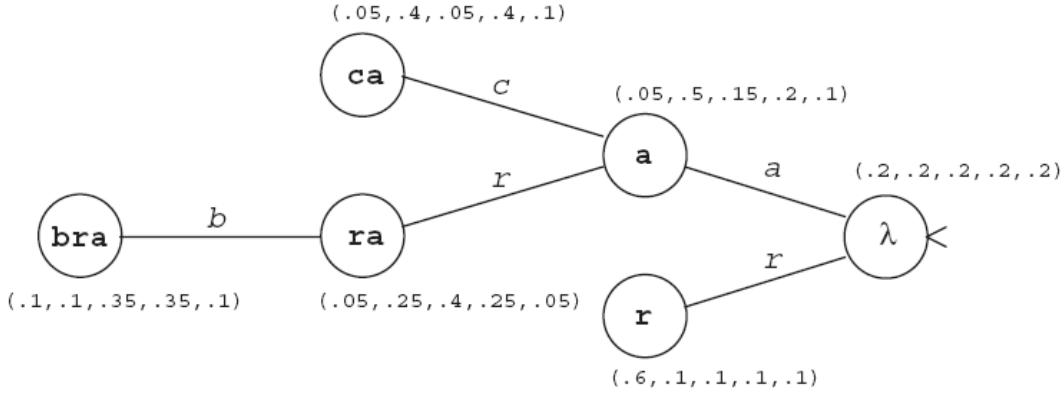 (.05,.4,.05,.4,.1)
ca
c
(.05,.5,.15,.2,.1)
a
a
(.2,.2,.2,.2,.2)
r
b
bra
ra
λ
<
(.1,.1,.35,.35,.1)
(.05,.25,.4,.25,.05)
r
r
(.6,.1,.1,.1,.1)